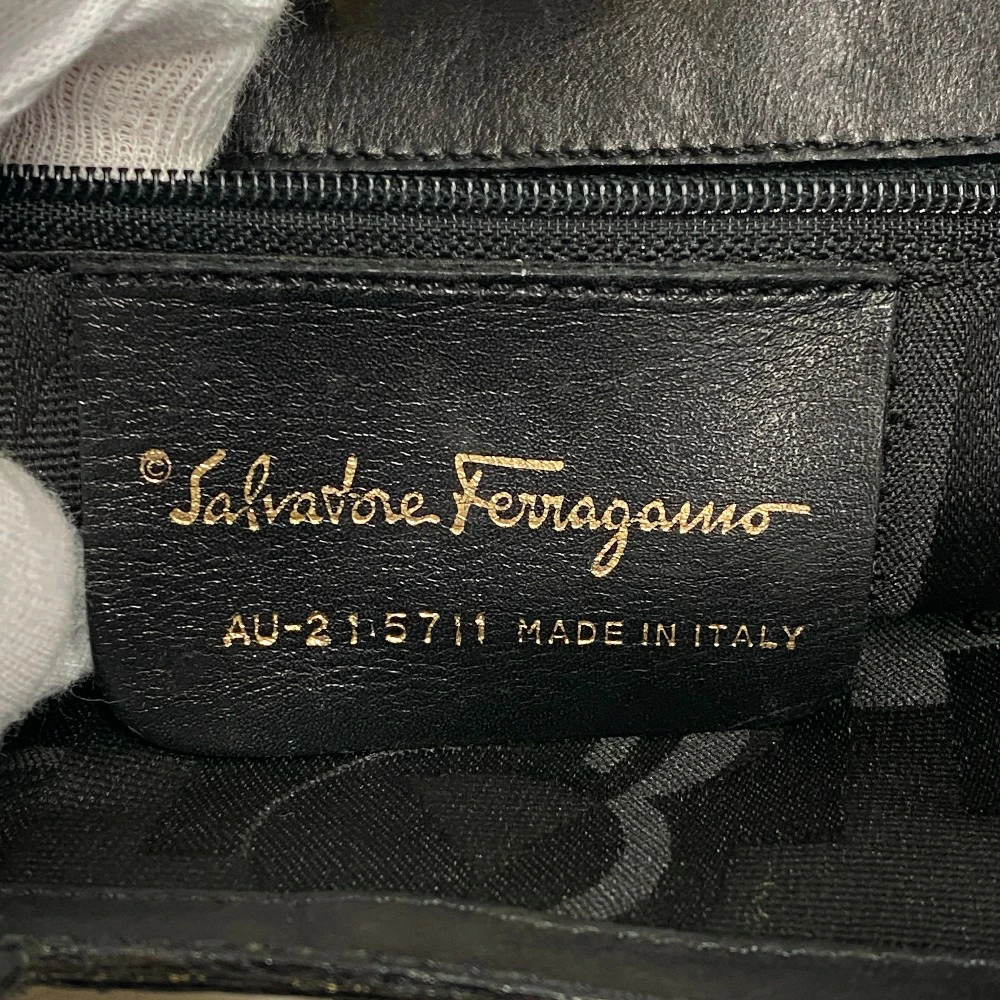 © Salvatore Ferragamo
AU-21 5711 MADE IN ITALY